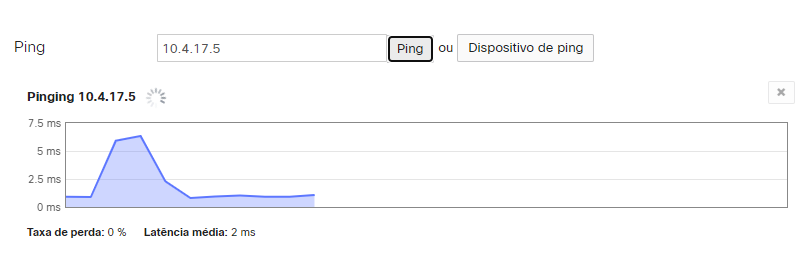 Ping 10.4.17.5 Ping ou Dispositivo de ping
Pinging 10.4.17.5 ✖
7.5 ms
5 ms
2.5 ms
0 ms
Taxa de perda: 0 % Latência média: 2 ms